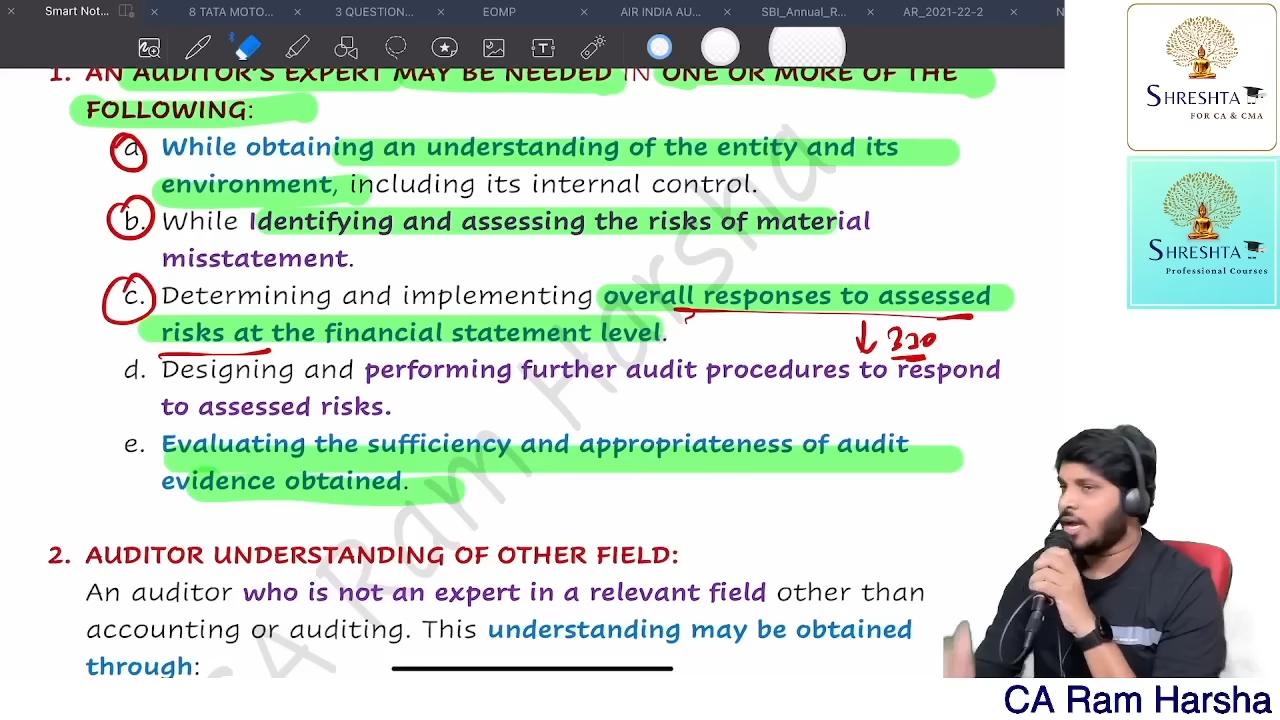 Smart Not...
8 TATA MOTO...
3 QUESTION...
EOMP
AIR INDIA AU...
SBI_Annual_R...
AR_2021-22-2
N
1. AN AUDITOR'S EXPERT MAY BE NEEDED IN ONE OR MORE OF THE
FOLLOWING:
a. While obtaining an understanding of the entity and its
environment, including its internal control.
b. While Identifying and assessing the risks of material
misstatement.
c. Determining and implementing overall responses to assessed
risks at the financial statement level.
330
d. Designing and performing further audit procedures to respond
to assessed risks.
e. Evaluating the sufficiency and appropriateness of audit
evidence obtained.
2. AUDITOR UNDERSTANDING OF OTHER FIELD:
An auditor who is not an expert in a relevant field other than
accounting or auditing. This understanding may be obtained
through:
CA Ram Harsha
SHRESHTA
FOR CA & CMA
SHRESHTA
Professional Courses
CA Ram Harsha